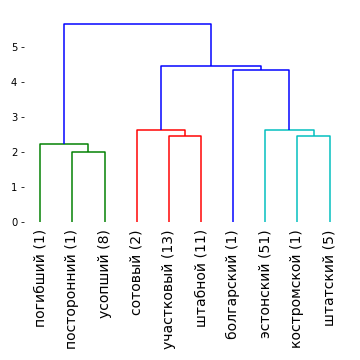 5
4
3
2
1
0
погибший (1)
посторонний (1)
усопший (8)
сотовый (2)
участковый (13)
штабной (11)
болгарский (1)
эстонский (51)
костромской (1)
штатский (5)